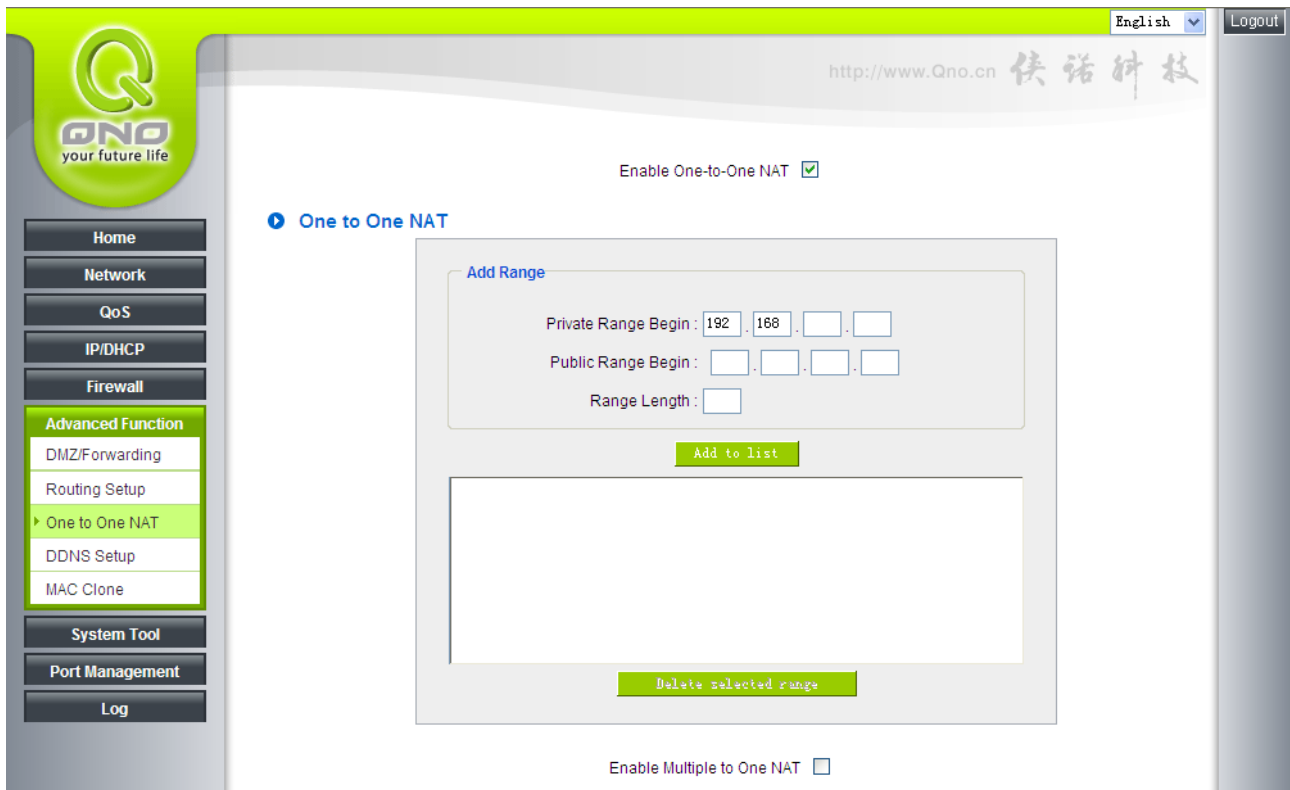 English
Logout
http://www.Qno.cn 侠诺科技
QNO
your future life
Enable One-to-One NAT
One to One NAT
Home
Network
QoS
IP/DHCP
Firewall
Advanced Function
DMZ/Forwarding
Routing Setup
One to One NAT
DDNS Setup
MAC Clone
System Tool
Port Management
Log
Add Range
Private Range Begin : 192 . 168 . .
Public Range Begin : . . .
Range Length :
Add to list
Delete selected range
Enable Multiple to One NAT